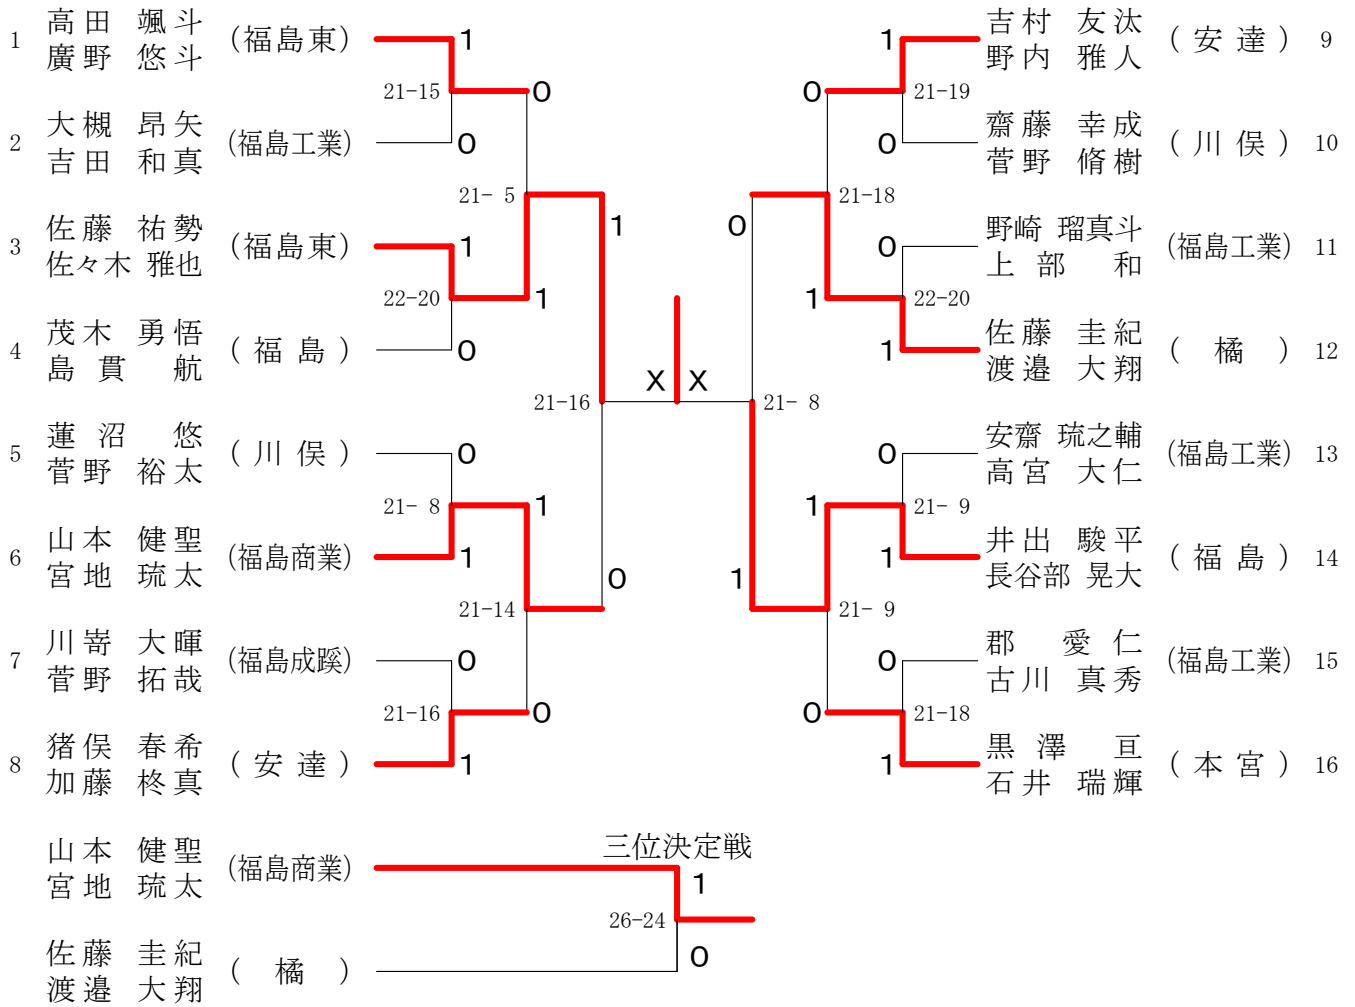 1 高田 颯斗 廣野 悠斗 (福島東) 1
21-15 0
2 大槻 昂矢 吉田 和真 (福島工業) 0
21- 5
3 佐藤 祐勢 佐々木 雅也 (福島東) 1
22-20 1
4 茂木 勇悟 島貫 航 (福島) 0
1
21-16
5 蓮沼 悠 菅野 裕太 (川俣) 0
21- 8 1
6 山本 健聖 宮地 琉太 (福島商業) 1
21-14 0
7 川嵜 大暉 菅野 拓哉 (福島成蹊) 0
21-16 0
8 猪俣 春希 加藤 柊真 (安達) 1
X X
1 吉村 友汰 野内 雅人 (安達) 9
0 21-19
0 齋藤 幸成 菅野 脩樹 (川俣) 10
0 21-18
0 野崎 瑠真斗 上部 和 (福島工業) 11
1 22-20
1 佐藤 圭紀 渡邉 大翔 (橘) 12
21- 8
0 安齋 琉之輔 高宮 大仁 (福島工業) 13
1 21- 9
1 井出 駿平 長谷部 晃大 (福島) 14
1 21- 9
0 郡 愛仁 古川 真秀 (福島工業) 15
0 21-18
1 黒澤 亘 石井 瑞輝 (本宮) 16
三位決定戦
山本 健聖 宮地 琉太 (福島商業) 1
26-24
佐藤 圭紀 渡邉 大翔 (橘) 0